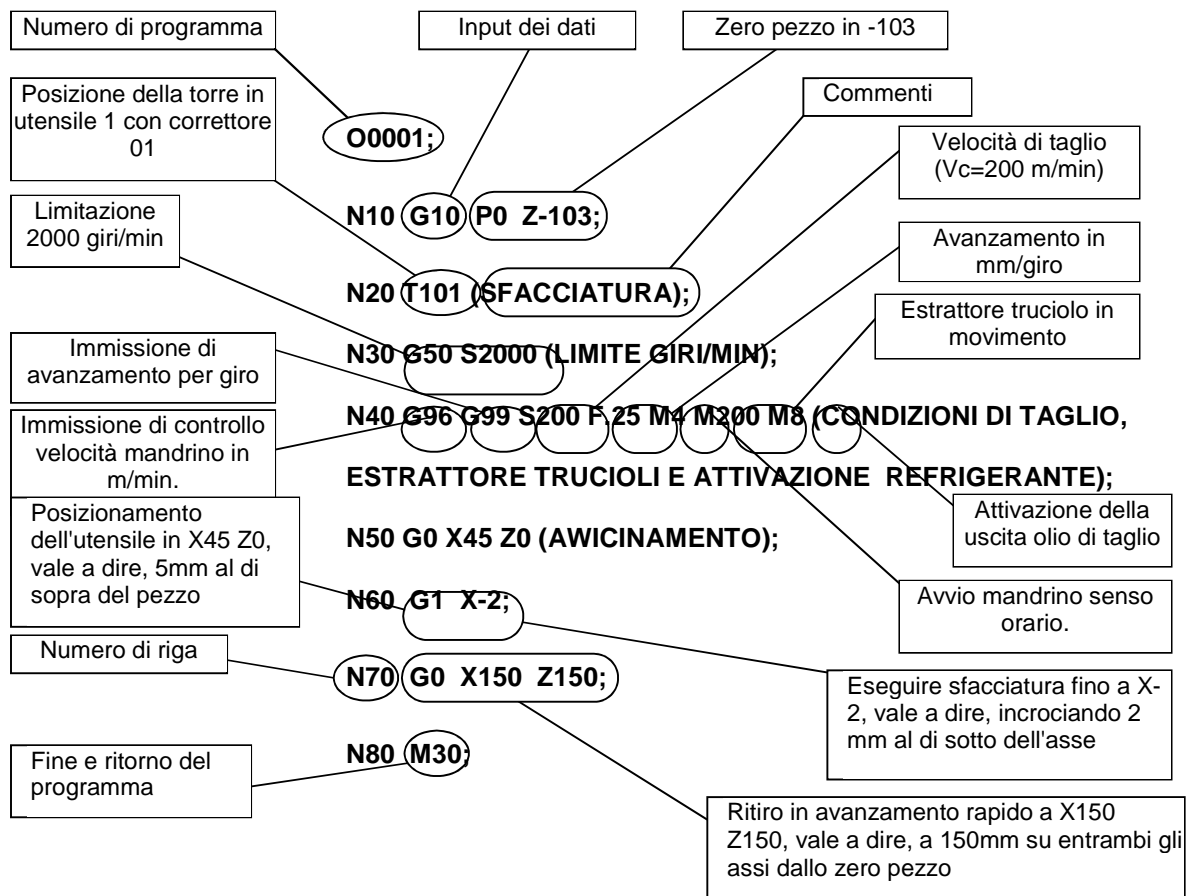 Numero di programma
Input dei dati
Zero pezzo in -103
Posizione della torre in
utensile 1 con correttore
01
Commenti
O0001;
Velocità di taglio
(Vc=200 m/min)
Limitazione
2000 giri/min
N10 G10 P0 Z-103;
Avanzamento in
mm/giro
N20 T101 (SFACCIATURA);
Estrattore truciolo in
movimento
Immissione di
avanzamento per giro
N30 G50 S2000 (LIMITE GIRI/MIN);
Immissione di controllo
velocità mandrino in
m/min.
N40 G96 G99 S200 F.25 M4 M200 M8 (CONDIZIONI DI TAGLIO,
ESTRATTORE TRUCIOLI E ATTIVAZIONE REFRIGERANTE);
Posizionamento
dell'utensile in X45 Z0,
vale a dire, 5mm al di
sopra del pezzo
Attivazione della
uscita olio di taglio
N50 G0 X45 Z0 (AWICINAMENTO);
Avvio mandrino senso
orario.
N60 G1 X-2;
Numero di riga
N70 G0 X150 Z150;
Eseguire sfacciatura fino a X-
2, vale a dire, incrociando 2
mm al di sotto dell'asse
Fine e ritorno del
programma
N80 M30;
Ritiro in avanzamento rapido a X150
Z150, vale a dire, a 150mm su entrambi gli
assi dallo zero pezzo